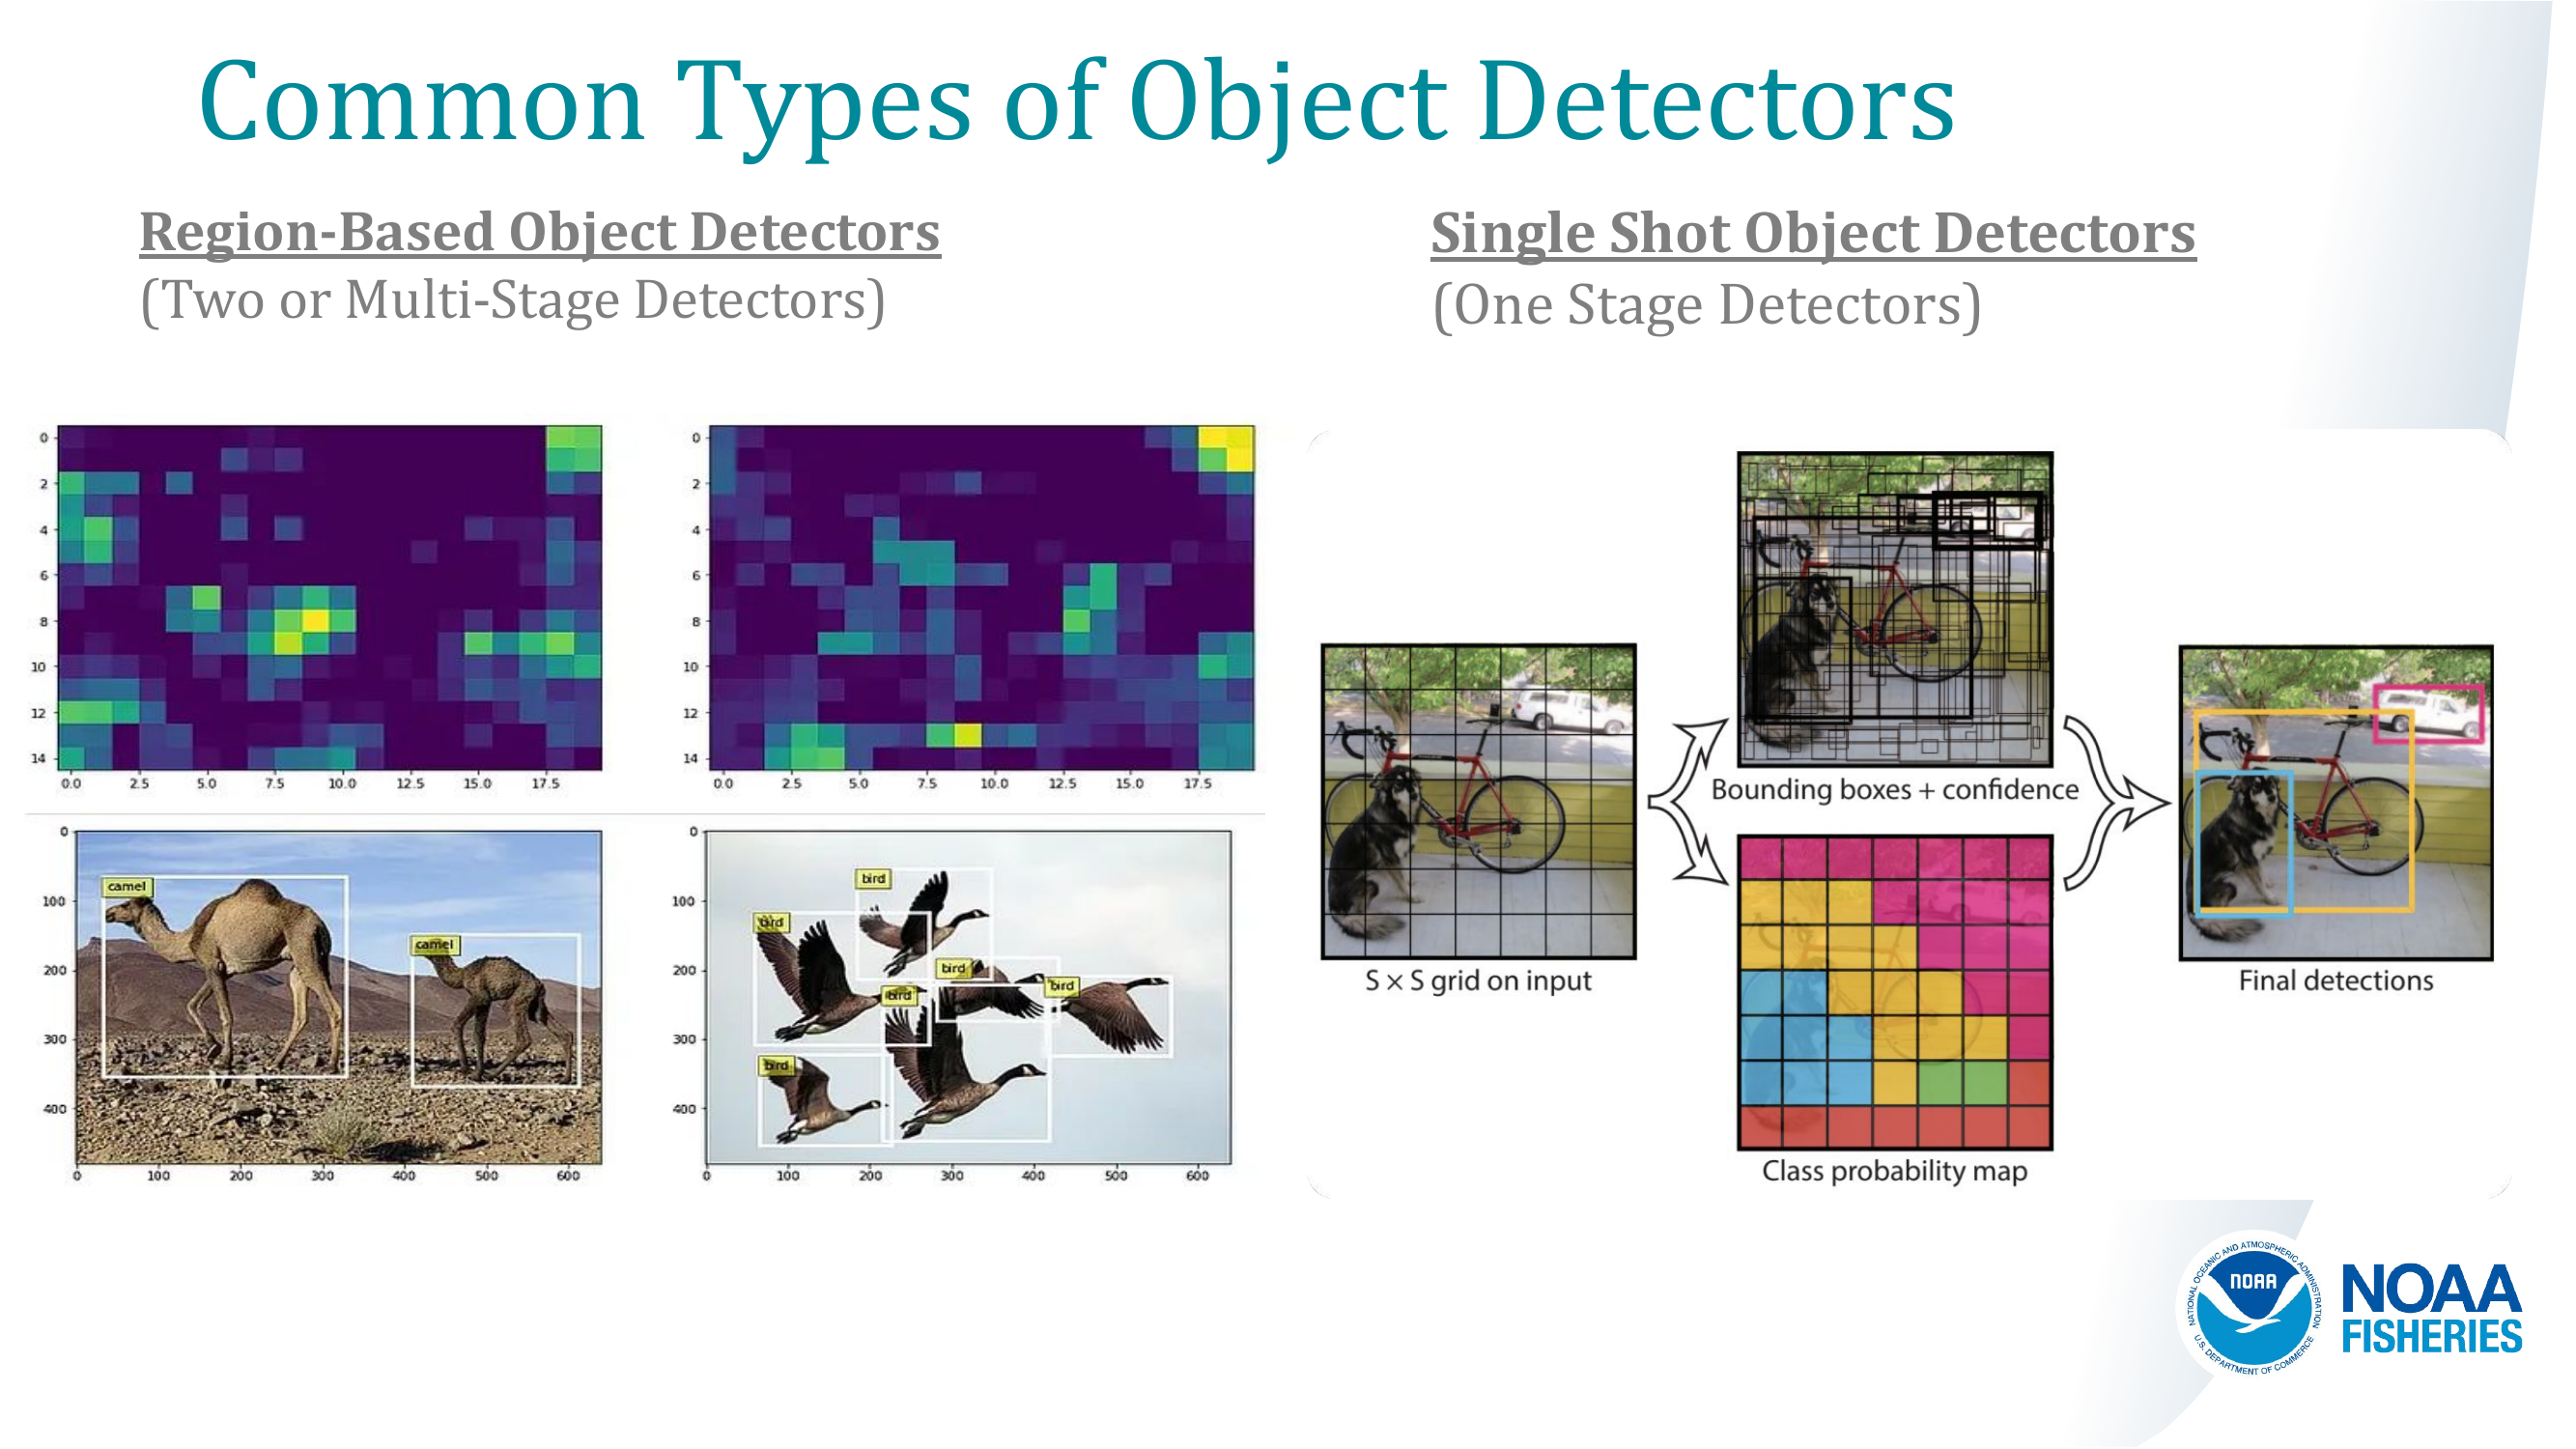 Common Types of Object Detectors
Region-Based Object Detectors
(Two or Multi-Stage Detectors)
Single Shot Object Detectors
(One Stage Detectors)
0
2
4
6
8
10
12
14
0.0 2.5 5.0 7.5 10.0 12.5 15.0 17.5
0
2
4
6
8
10
12
14
0.0 2.5 5.0 7.5 10.0 12.5 15.0 17.5
0
100
200
300
400
0 100 200 300 400 500 600
camel
camel
0
100
200
300
400
0 100 200 300 400 500 600
bird
bird
bird
bird
bird
bird
S × S grid on input
Bounding boxes + confidence
Class probability map
Final detections
NATIONAL OCEANIC AND ATMOSPHERIC ADMINISTRATION
NOAA
U.S. DEPARTMENT OF COMMERCE
NOAA
FISHERIES